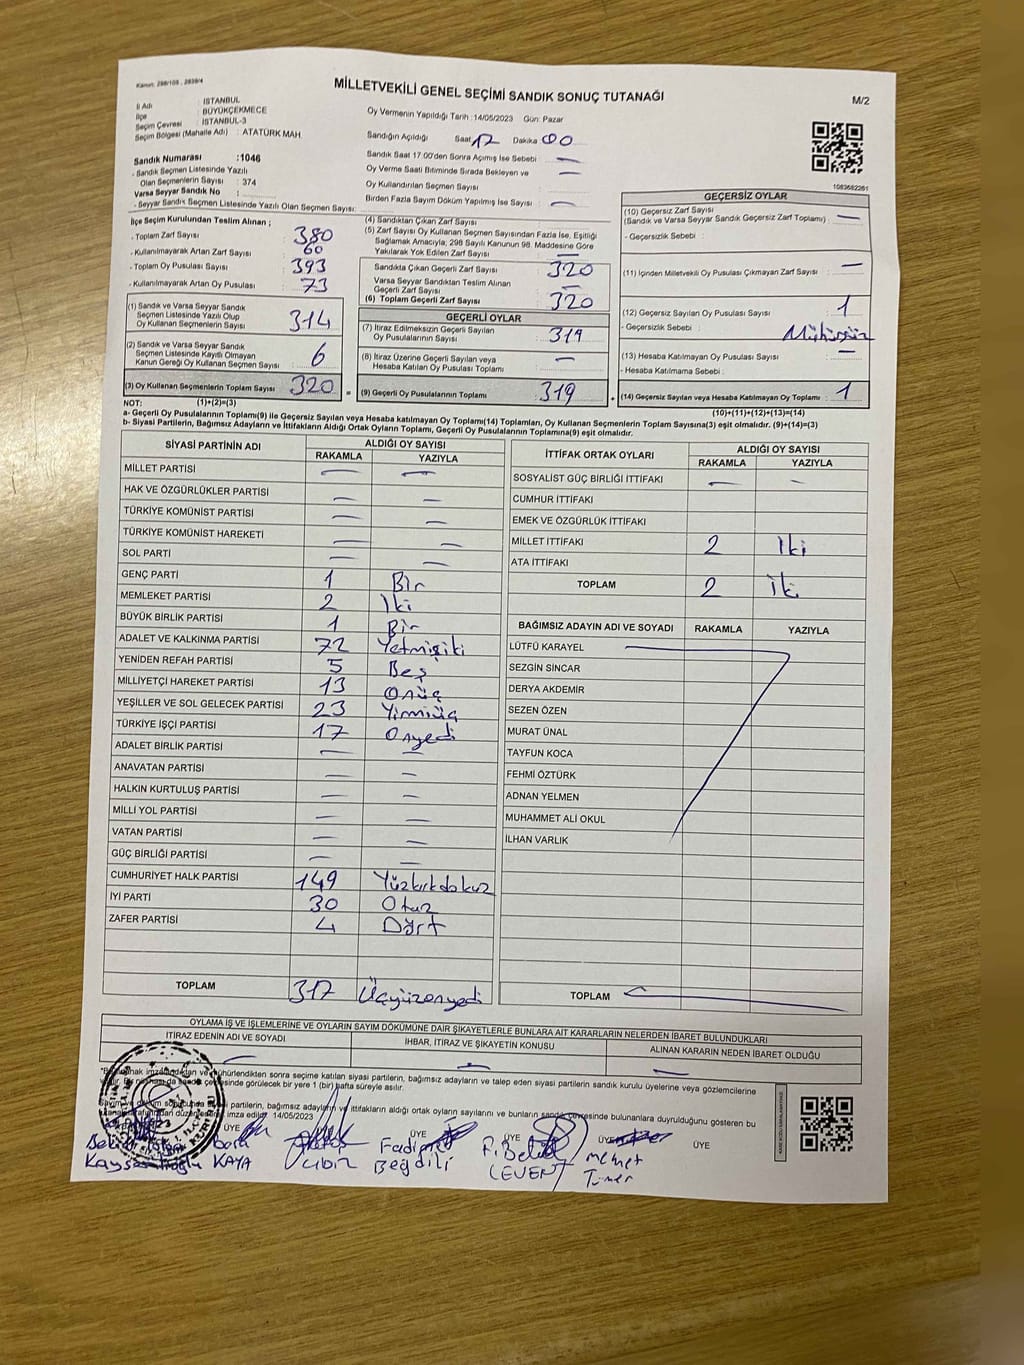 Kanun: 298/105 , 2839/4
MİLLETVEKİLİ GENEL SEÇİMİ SANDIK SONUÇ TUTANAĞI
M/2
İl Adı : İSTANBUL
İlçe : BÜYÜKÇEKMECE
Seçim Çevresi : İSTANBUL-3
Seçim Bölgesi (Mahalle Adı) : ATATÜRK MAH.
Oy Vermenin Yapıldığı Tarih :14/05/2023 Gün: Pazar
Sandığın Açıldığı Saat 17 Dakika 00
Sandık Saat 17:00'den Sonra Açımış İse Sebebi : —
Oy Verme Saati Bitiminde Sırada Bekleyen ve : —
Oy Kullandırılan Seçmen Sayısı
Birden Fazla Sayım Döküm Yapılmış İse Sayısı : —
Sandık Numarası :1046
- Sandık Seçmen Listesinde Yazılı
Olan Seçmenlerin Sayısı : 374
Varsa Seyyar Sandık No :
- Seyyar Sandık Seçmen Listesinde Yazılı Olan Seçmen Sayısı:
1083682261
İlçe Seçim Kurulundan Teslim Alınan ;
- Toplam Zarf Sayısı : 380
- Kullanılmayarak Artan Zarf Sayısı : 60
- Toplam Oy Pusulası Sayısı : 393
- Kullanılmayarak Artan Oy Pusulası : 73
(1) Sandık ve Varsa Seyyar Sandık
Seçmen Listesinde Yazılı Olup
Oy Kullanan Seçmenlerin Sayısı : 314
(2) Sandık ve Varsa Seyyar Sandık
Seçmen Listesinde Kayıtlı Olmayan
Kanun Gereği Oy Kullanan Seçmen Sayısı : 6
(3) Oy Kullanan Seçmenlerin Toplam Sayısı : 320
(4) Sandıktan Çıkan Zarf Sayısı
(5) Zarf Sayısı Oy Kullanan Seçmen Sayısından Fazla İse, Eşitliği
Sağlamak Amacıyla; 298 Sayılı Kanunun 98. Maddesine Göre
Yakılarak Yok Edilen Zarf Sayısı : —
Sandıkta Çıkan Geçerli Zarf Sayısı : 320
Varsa Seyyar Sandıktan Teslim Alınan
Geçerli Zarf Sayısı : —
(6) Toplam Geçerli Zarf Sayısı : 320
GEÇERLİ OYLAR
(7) İtiraz Edilmeksizin Geçerli Sayılan
Oy Pusulalarının Sayısı : 319
(8) İtiraz Üzerine Geçerli Sayılan veya
Hesaba Katılan Oy Pusulası Toplamı : —
= (9) Geçerli Oy Pusulalarının Toplamı : 319
GEÇERSİZ OYLAR
(10) Geçersiz Zarf Sayısı
(Sandık ve Varsa Seyyar Sandık Geçersiz Zarf Toplamı) : —
- Geçersizlik Sebebi :
(11) İçinden Milletvekili Oy Pusulası Çıkmayan Zarf Sayısı : —
(12) Geçersiz Sayılan Oy Pusulası Sayısı : 1
- Geçersizlik Sebebi : Mühürsüz
(13) Hesaba Katılmayan Oy Pusulası Sayısı : —
- Hesaba Katılmama Sebebi :
+ (14) Geçersiz Sayılan veya Hesaba Katılmayan Oy Toplamı : 1
NOT: (1)+(2)=(3)
(10)+(11)+(12)+(13)=(14)
a- Geçerli Oy Pusulalarının Toplamı(9) ile Geçersiz Sayılan veya Hesaba katılmayan Oy Toplamı(14) Toplamları, Oy Kullanan Seçmenlerin Toplam Sayısına(3) eşit olmalıdır. (9)+(14)=(3)
b- Siyasi Partilerin, Bağımsız Adayların ve İttifakların Aldığı Ortak Oyların Toplamı, Geçerli Oy Pusulalarının Toplamına(9) eşit olmalıdır.
SİYASİ PARTİNİN ADI ALDIĞI OY SAYISI
RAKAMLA YAZIYLA
MİLLET PARTİSİ — —
HAK VE ÖZGÜRLÜKLER PARTİSİ — —
TÜRKİYE KOMÜNİST PARTİSİ — —
TÜRKİYE KOMÜNİST HAREKETİ — —
SOL PARTİ — —
GENÇ PARTİ 1 Bir
MEMLEKET PARTİSİ 2 İki
BÜYÜK BİRLİK PARTİSİ 1 Bir
ADALET VE KALKINMA PARTİSİ 72 Yetmişiki
YENİDEN REFAH PARTİSİ 5 Beş
MİLLİYETÇİ HAREKET PARTİSİ 13 Onüç
YEŞİLLER VE SOL GELECEK PARTİSİ 23 Yirmiüç
TÜRKİYE İŞÇİ PARTİSİ 17 Onyedi
ADALET BİRLİK PARTİSİ — —
ANAVATAN PARTİSİ — —
HALKIN KURTULUŞ PARTİSİ — —
MİLLİ YOL PARTİSİ — —
VATAN PARTİSİ — —
GÜÇ BİRLİĞİ PARTİSİ — —
CUMHURİYET HALK PARTİSİ 149 Yüzkırkdokuz
İYİ PARTİ 30 Otuz
ZAFER PARTİSİ 4 Dört
TOPLAM 317 Üçyüzonyedi
İTTİFAK ORTAK OYLARI ALDIĞI OY SAYISI
RAKAMLA YAZIYLA
SOSYALİST GÜÇ BİRLİĞİ İTTİFAKI — —
CUMHUR İTTİFAKI
EMEK VE ÖZGÜRLÜK İTTİFAKI
MİLLET İTTİFAKI 2 İki
ATA İTTİFAKI
TOPLAM 2 İki
BAĞIMSIZ ADAYIN ADI VE SOYADI RAKAMLA YAZIYLA
LÜTFÜ KARAYEL
SEZGİN SİNCAR
DERYA AKDEMİR
SEZEN ÖZEN
MURAT ÜNAL
TAYFUN KOCA
FEHMİ ÖZTÜRK
ADNAN YELMEN
MUHAMMET ALİ OKUL
İLHAN VARLIK
TOPLAM
OYLAMA İŞ VE İŞLEMLERİNE VE OYLARIN SAYIM DÖKÜMÜNE DAİR ŞİKAYETLERLE BUNLARA AİT KARARLARIN NELERDEN İBARET BULUNDUKLARI
İTİRAZ EDENİN ADI VE SOYADI İHBAR, İTİRAZ VE ŞİKAYETİN KONUSU ALINAN KARARIN NEDEN İBARET OLDUĞU
— — —
mühürlendikten sonra seçime katılan siyasi partilerin, bağımsız adayların ve talep eden siyasi partilerin sandık kurulu üyelerine veya gözlemcilerine
çevresinde görülecek bir yere 1 (bir) hafta süreyle asılır.
partilerin, bağımsız adayların ve ittifakların aldığı ortak oyların sayılarını ve bunların sandık çevresinde bulunanlara duyrulduğunu gösteren bu
imza edildi. 14/05/2023
ÜYE ÜYE ÜYE ÜYE ÜYE
KAYA
Fadime
Beğdili
LEVENT
Memet
Tümer